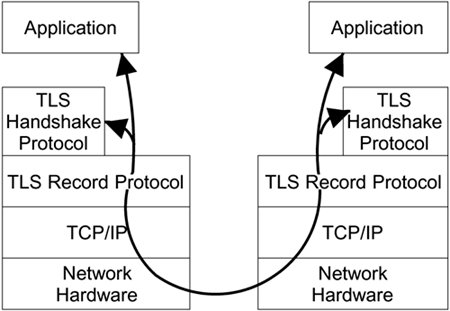 Application
TLS
Handshake
Protocol
TLS Record Protocol
TCP/IP
Network
Hardware
Application
TLS
Handshake
Protocol
TLS Record Protocol
TCP/IP
Network
Hardware